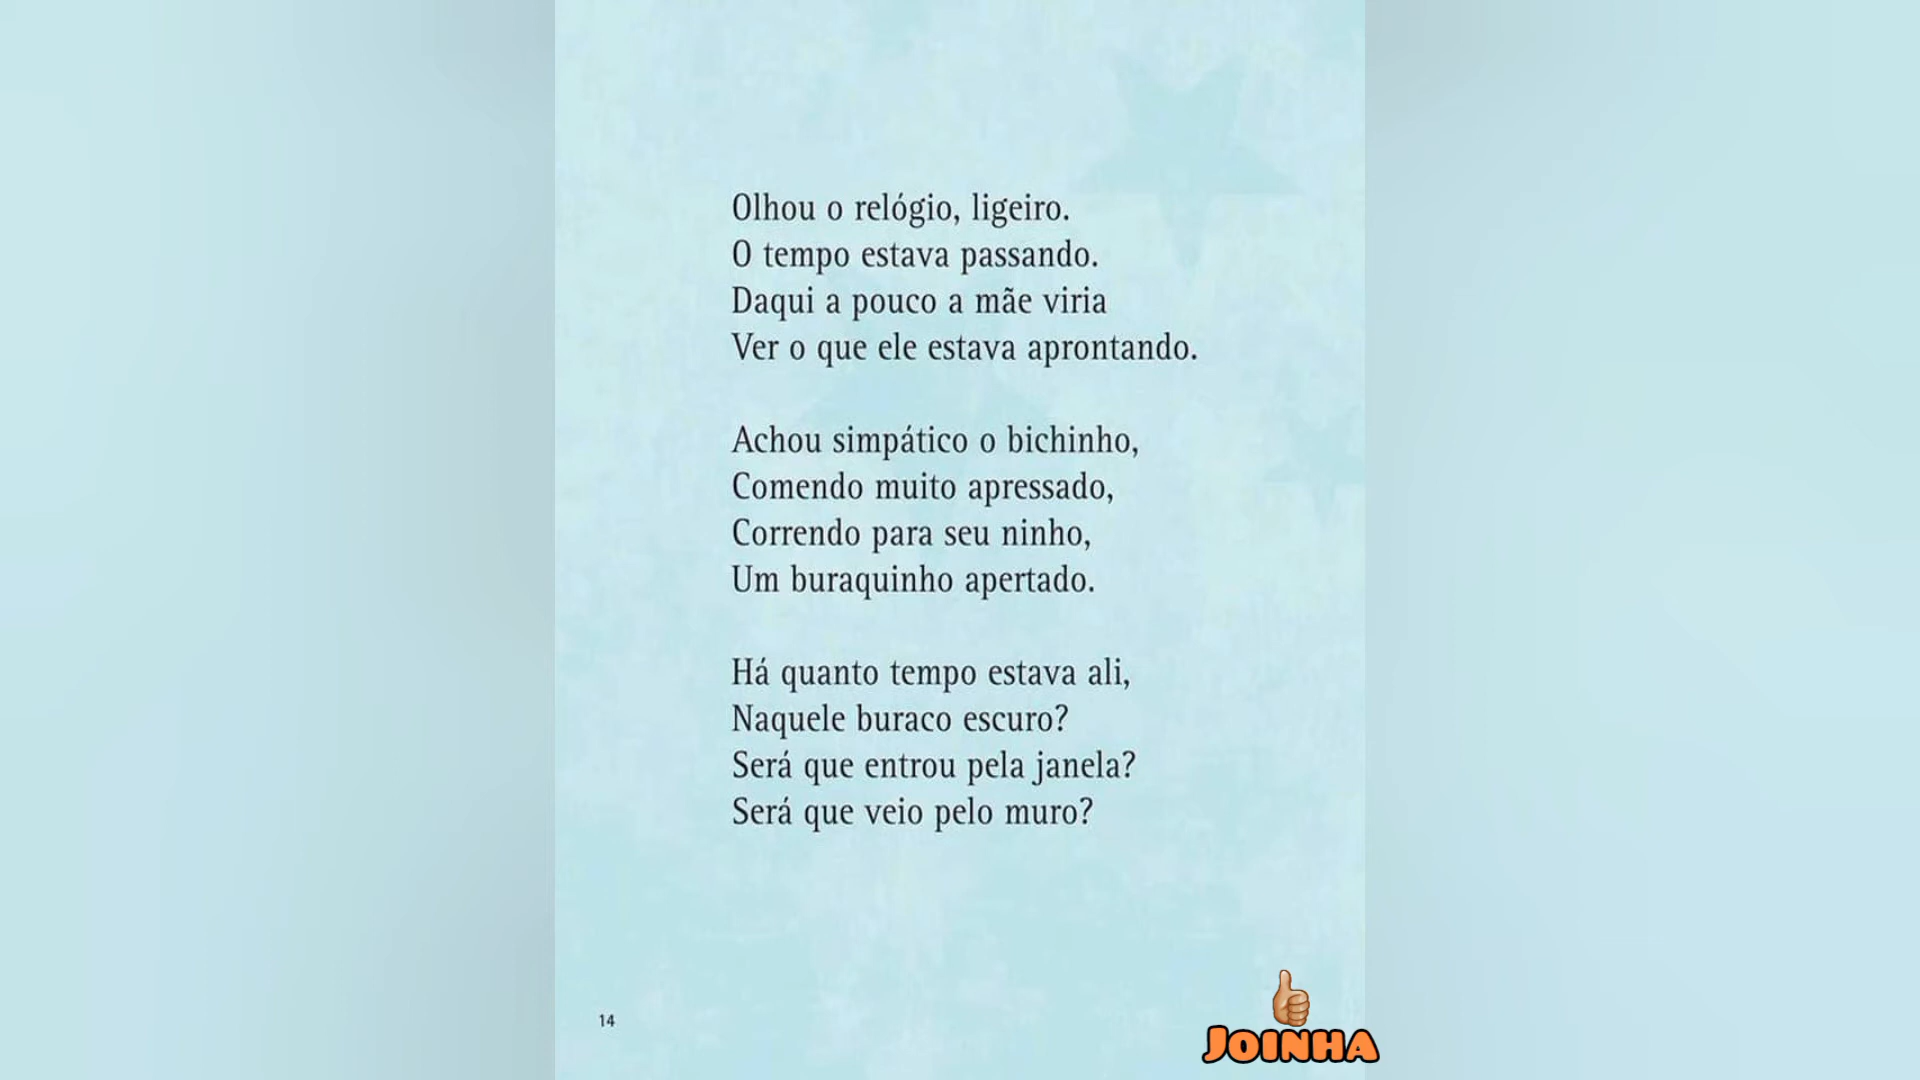 Olhou o relógio, ligeiro.
O tempo estava passando.
Daqui a pouco a mãe viria
Ver o que ele estava aprontando.
Achou simpático o bichinho,
Comendo muito apressado,
Correndo para seu ninho,
Um buraquinho apertado.
Há quanto tempo estava ali,
Naquele buraco escuro?
Será que entrou pela janela?
Será que veio pelo muro?
14
JOINHA